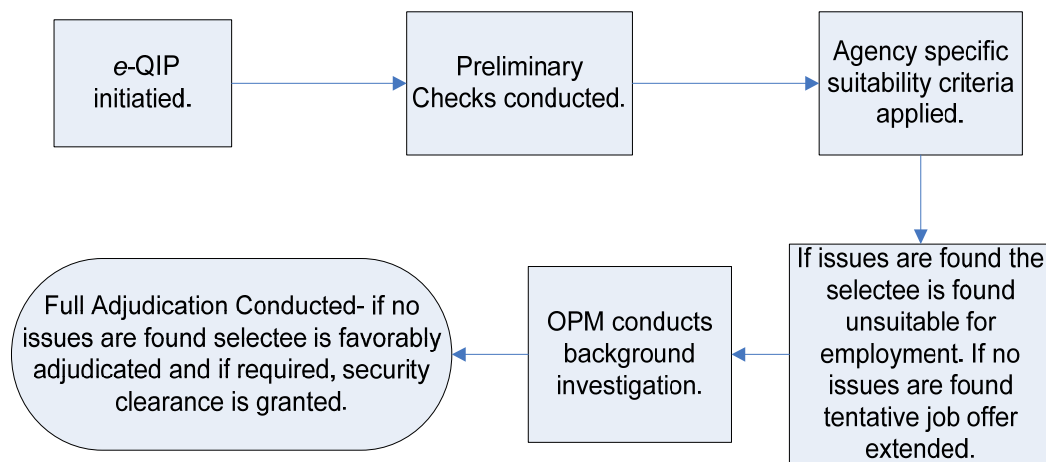 e-QIP
initiatied.
Preliminary
Checks conducted.
Agency specific
suitability criteria
applied.
If issues are found the
selectee is found
unsuitable for
employment. If no
issues are found
tentative job offer
extended.
OPM conducts
background
investigation.
Full Adjudication Conducted- if no
issues are found selectee is favorably
adjudicated and if required, security
clearance is granted.